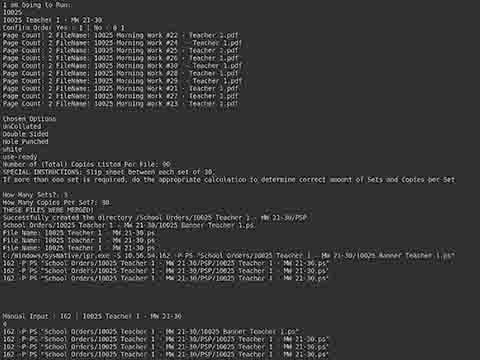 I am Going to Run:
10025
10025 Teacher 1 - MW 21-30
Confirm Order Yes : 1 | No : 0 1
Page Count: 2 FileName: 10025 Morning Work #22 - Teacher 1.pdf
Page Count: 2 FileName: 10025 Morning Work #24 - Teacher 1.pdf
Page Count: 2 FileName: 10025 Morning Work #25 - Teacher 1.pdf
Page Count: 2 FileName: 10025 Morning Work #26 - Teacher 1.pdf
Page Count: 2 FileName: 10025 Morning Work #30 - Teacher 1.pdf
Page Count: 2 FileName: 10025 Morning Work #28 - Teacher 1.pdf
Page Count: 2 FileName: 10025 Morning Work #29 - Teacher 1.pdf
Page Count: 2 FileName: 10025 Morning Work #21 - Teacher 1.pdf
Page Count: 2 FileName: 10025 Morning Work #27 - Teacher 1.pdf
Page Count: 2 FileName: 10025 Morning Work #23 - Teacher 1.pdf
Chosen Options
UnCollated
Double Sided
Hole Punched
white
use-ready
Number of (Total) Copies Listed Per File: 90
SPECIAL INSTRUCTIONS: Slip sheet between each set of 30.
If more than one set is required, do the appropriate calculation to determine correct amount of Sets and Copies per Set
How Many Sets?: 3
How Many Copies Per Set?: 30
THESE FILES WERE MERGED!
Successfully created the directory /School Orders/10025 Teacher 1 - MW 21-30/PSP
School Orders/10025 Teacher 1 - MW 21-30/10025 Banner Teacher 1.ps
File Name: 10025 Teacher 1 - MW 21-30.ps
File Name: 10025 Teacher 1 - MW 21-30.ps
File Name: 10025 Teacher 1 - MW 21-30.ps
C:/Windows/SysNative/lpr.exe -S 10.56.54.162 -P PS "School Orders/10025 Teacher 1 - MW 21-30/10025 Banner Teacher 1.ps"
162 -P PS "School Orders/10025 Teacher 1 - MW 21-30/PSP/10025 Teacher 1 - MW 21-30.ps"
162 -P PS "School Orders/10025 Teacher 1 - MW 21-30/PSP/10025 Teacher 1 - MW 21-30.ps"
162 -P PS "School Orders/10025 Teacher 1 - MW 21-30/PSP/10025 Teacher 1 - MW 21-30.ps"
Manual Input : 162 | 10025 Teacher 1 - MW 21-30
162 -P PS "School Orders/10025 Teacher 1 - MW 21-30/10025 Banner Teacher 1.ps"
162 -P PS "School Orders/10025 Teacher 1 - MW 21-30/PSP/10025 Teacher 1 - MW 21-30.ps"
162 -P PS "School Orders/10025 Teacher 1 - MW 21-30/PSP/10025 Teacher 1 - MW 21-30.ps"
162 -P PS "School Orders/10025 Teacher 1 - MW 21-30/PSP/10025 Teacher 1 - MW 21-30.ps"